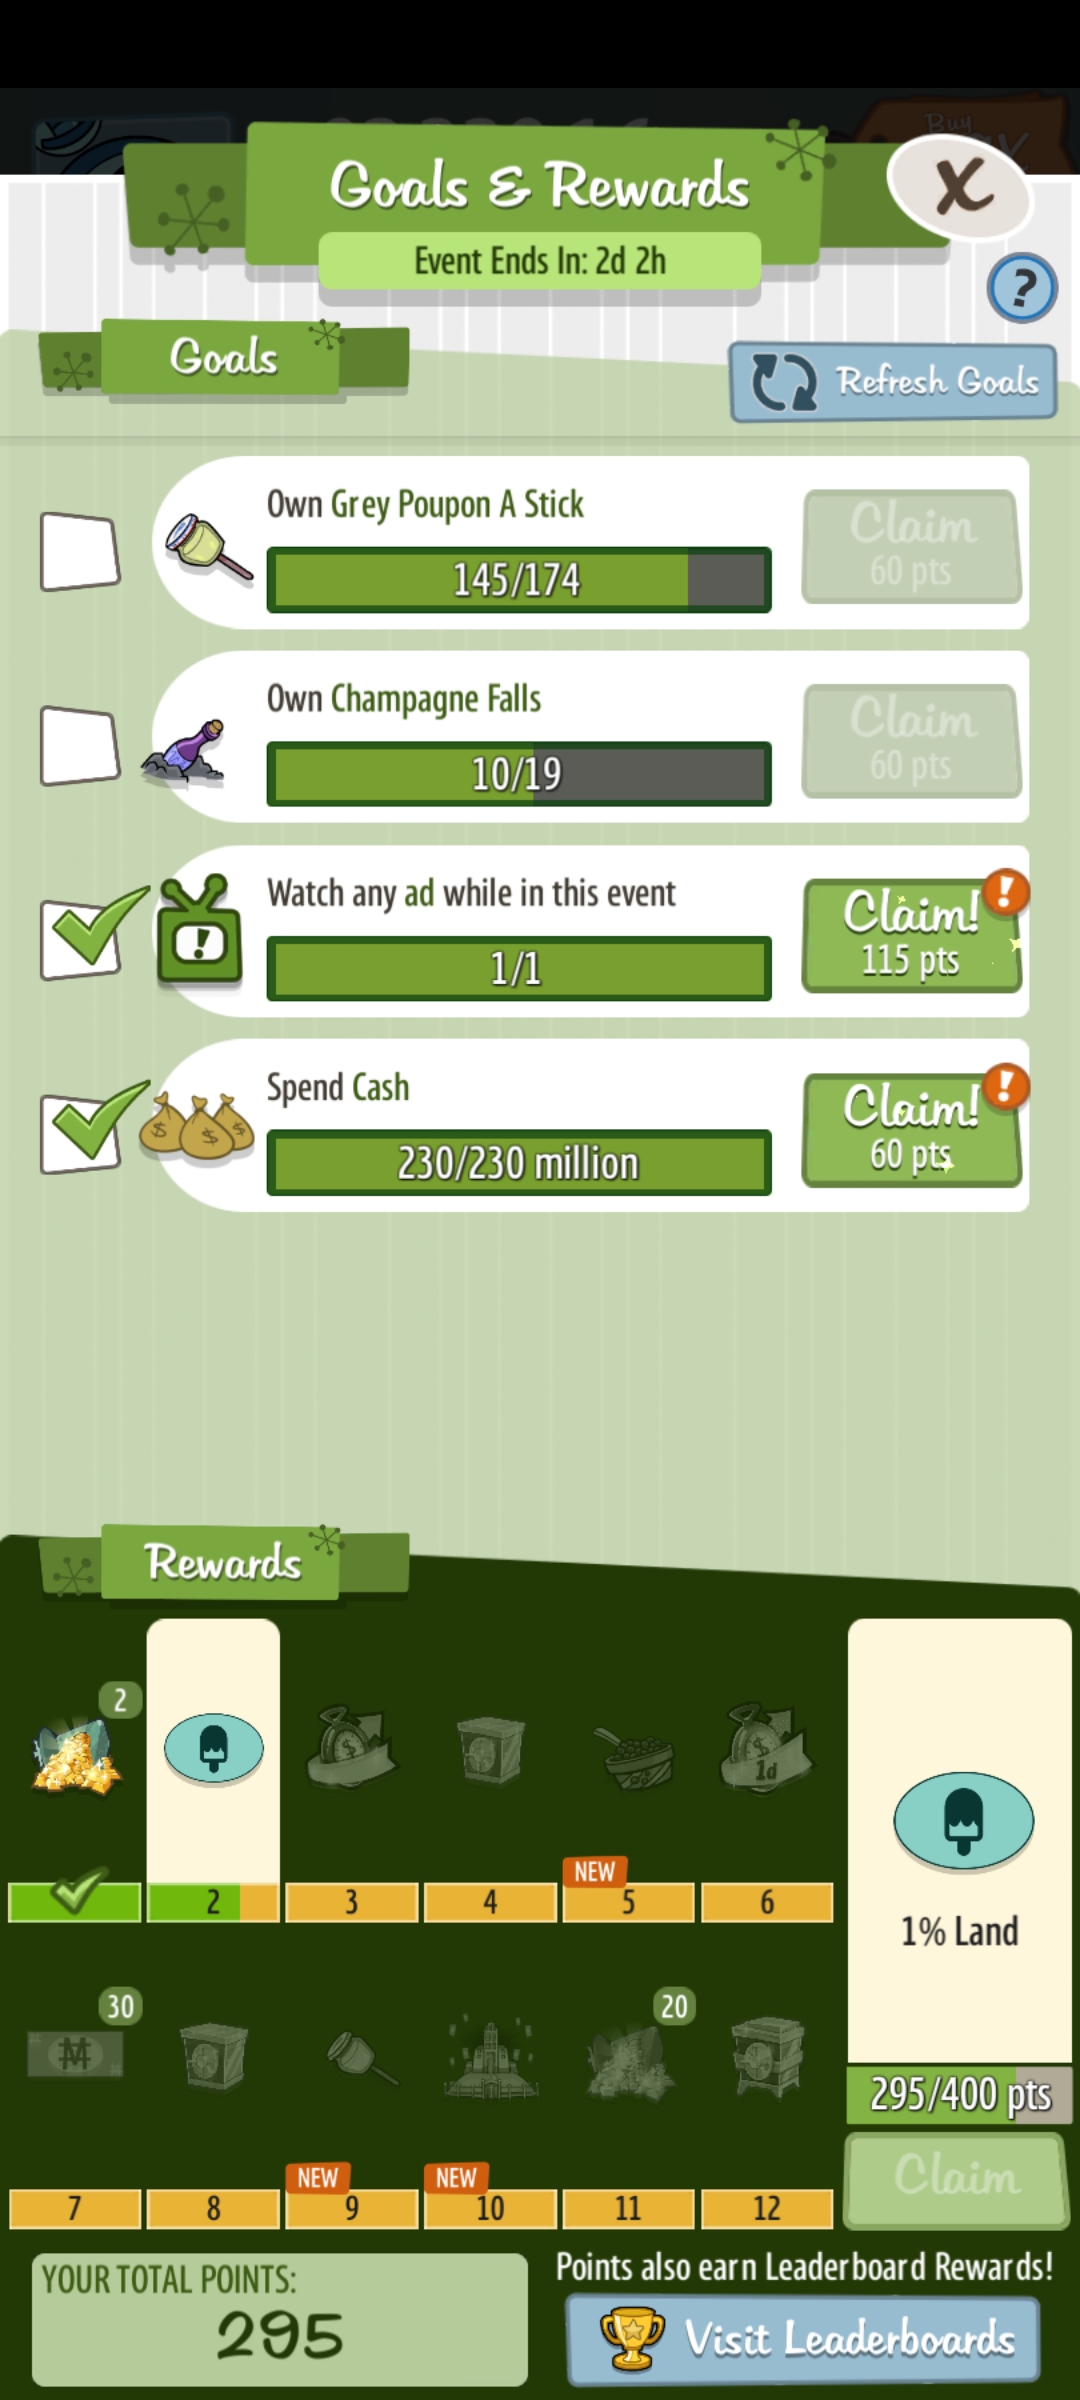 Buy
Goals & Rewards
X
Event Ends In: 2d 2h
?
Goals
Refresh Goals
Own Grey Poupon A Stick
145/174
Claim
60 pts
Own Champagne Falls
10/19
Claim
60 pts
Watch any ad while in this event
1/1
Claim!
115 pts
!
Spend Cash
230/230 million
Claim!
60 pts
!
Rewards
2
1d
2
3
4
NEW
5
6
1% Land
30
20
295/400 pts
Claim
7
8
NEW
9
NEW
10
11
12
YOUR TOTAL POINTS:
295
Points also earn Leaderboard Rewards!
Visit Leaderboards